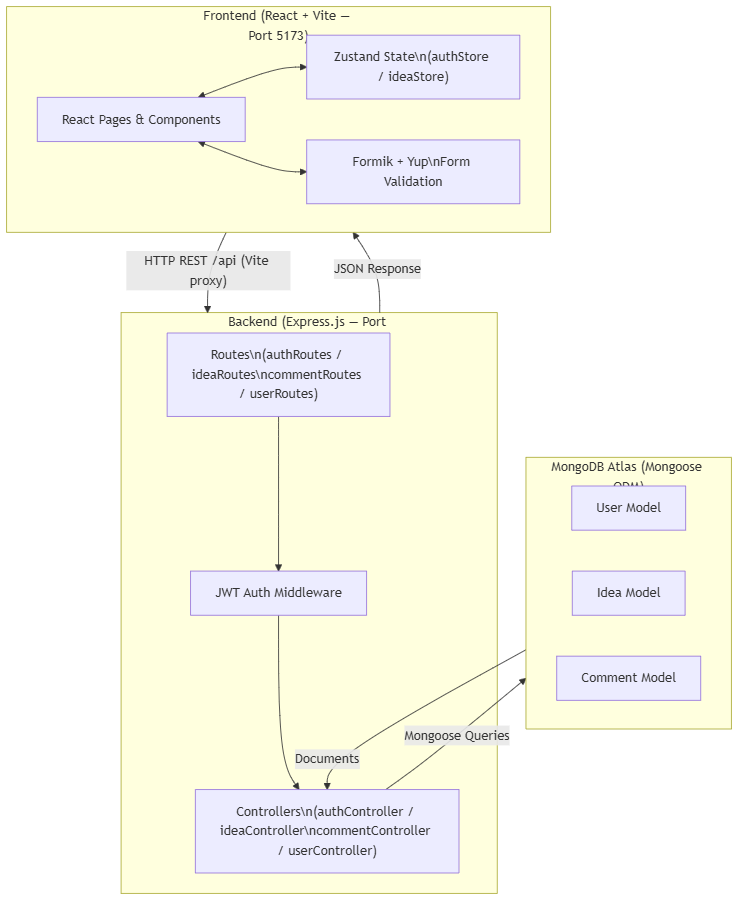 Frontend (React + Vite —
Port 5173)
Zustand State\n(authStore
/ ideaStore)
React Pages & Components
Formik + Yup\nForm
Validation
HTTP REST /api (Vite
proxy)
JSON Response
Backend (Express.js — Port
Routes\n(authRoutes /
ideaRoutes\ncommentRoutes
/ userRoutes)
MongoDB Atlas (Mongoose
ODM)
User Model
JWT Auth Middleware
Idea Model
Comment Model
Mongoose Queries
Documents
Controllers\n(authController /
ideaController\ncommentController
/ userController)